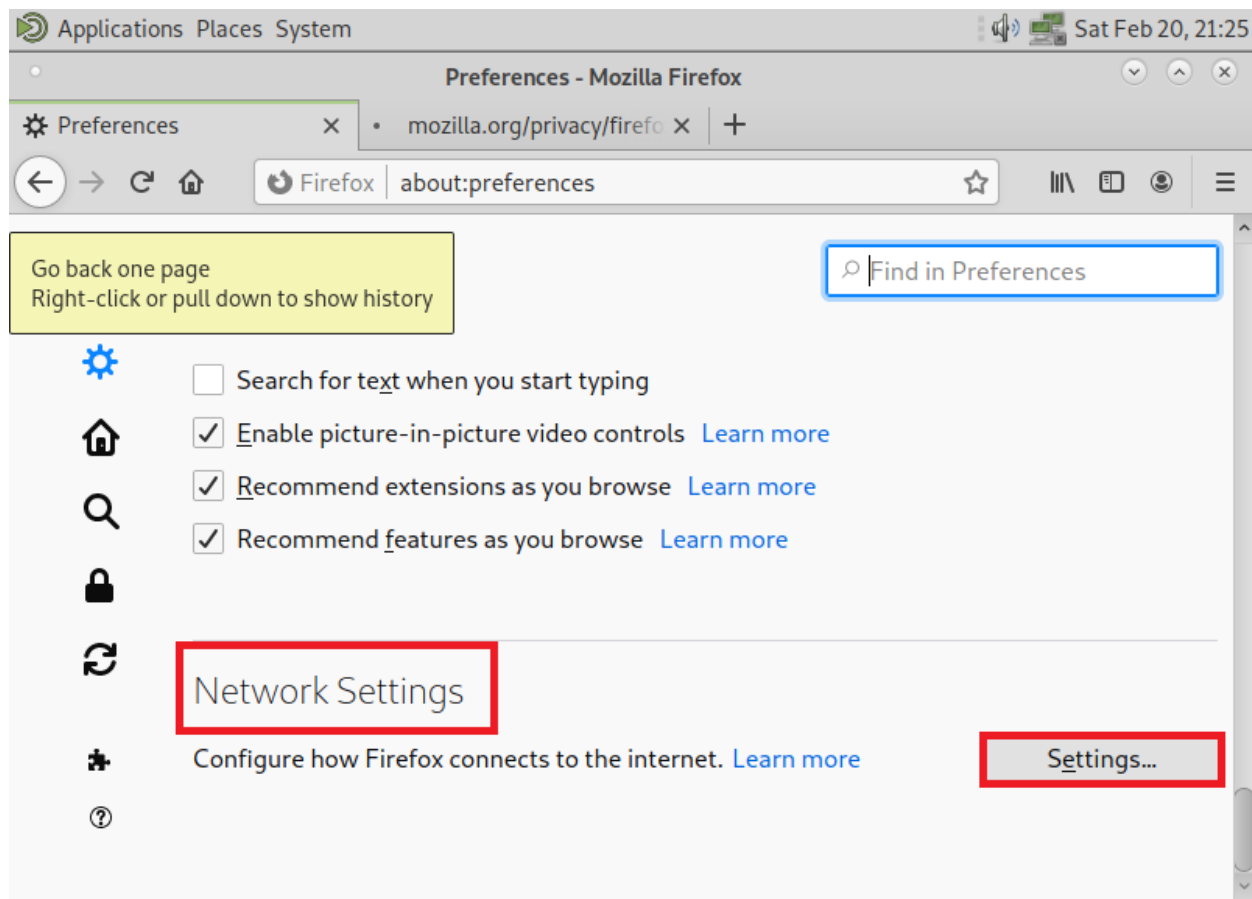 Applications Places System Sat Feb 20, 21:25
Preferences - Mozilla Firefox
Preferences mozilla.org/privacy/firefo
Firefox about:preferences
Go back one page
Right-click or pull down to show history
Find in Preferences
Search for text when you start typing
Enable picture-in-picture video controls Learn more
Recommend extensions as you browse Learn more
Recommend features as you browse Learn more
Network Settings
Configure how Firefox connects to the internet. Learn more Settings...